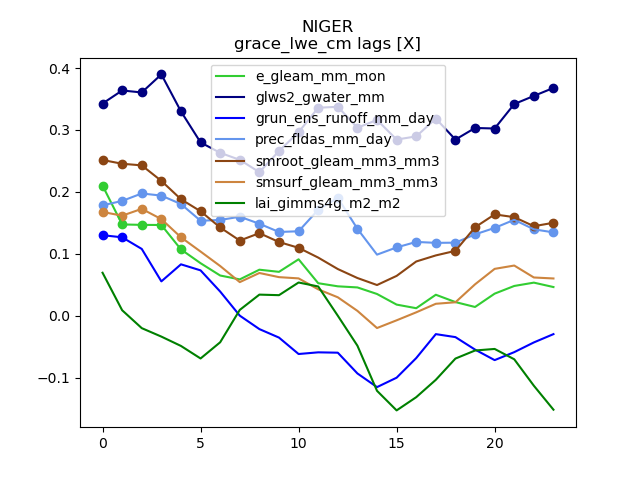 NIGER
grace_lwe_cm lags [X]
e_gleam_mm_mon
glws2_gwater_mm
grun_ens_runoff_mm_day
prec_fldas_mm_day
smroot_gleam_mm3_mm3
smsurf_gleam_mm3_mm3
lai_gimms4g_m2_m2
0.4
0.3
0.2
0.1
0.0
−0.1
0 5 10 15 20